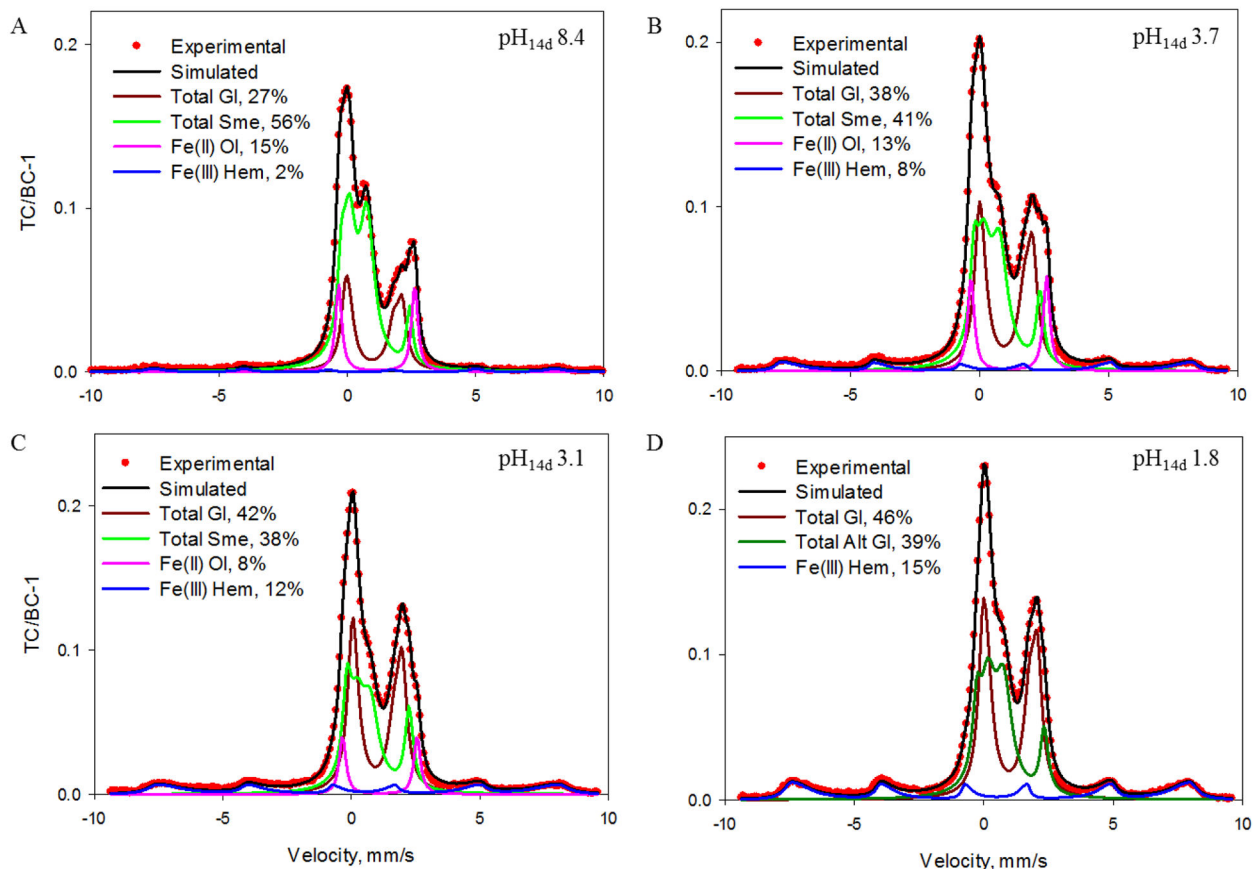 A
pH14d 8.4
0.2
Experimental
Simulated
Total Gl, 27%
Total Sme, 56%
Fe(II) Ol, 15%
Fe(III) Hem, 2%
0.1
TC/BC-1
0.0
-10 -5 0 5 10
B
pH14d 3.7
0.2
Experimental
Simulated
Total Gl, 38%
Total Sme, 41%
Fe(II) Ol, 13%
Fe(III) Hem, 8%
0.1
0.0
-10 -5 0 5 10
C
pH14d 3.1
Experimental
0.2
Simulated
Total Gl, 42%
Total Sme, 38%
Fe(II) Ol, 8%
Fe(III) Hem, 12%
0.1
TC/BC-1
0.0
-10 -5 0 5 10
Velocity, mm/s
D
pH14d 1.8
Experimental
Simulated
0.2
Total Gl, 46%
Total Alt Gl, 39%
Fe(III) Hem, 15%
0.1
0.0
-10 -5 0 5 10
Velocity, mm/s